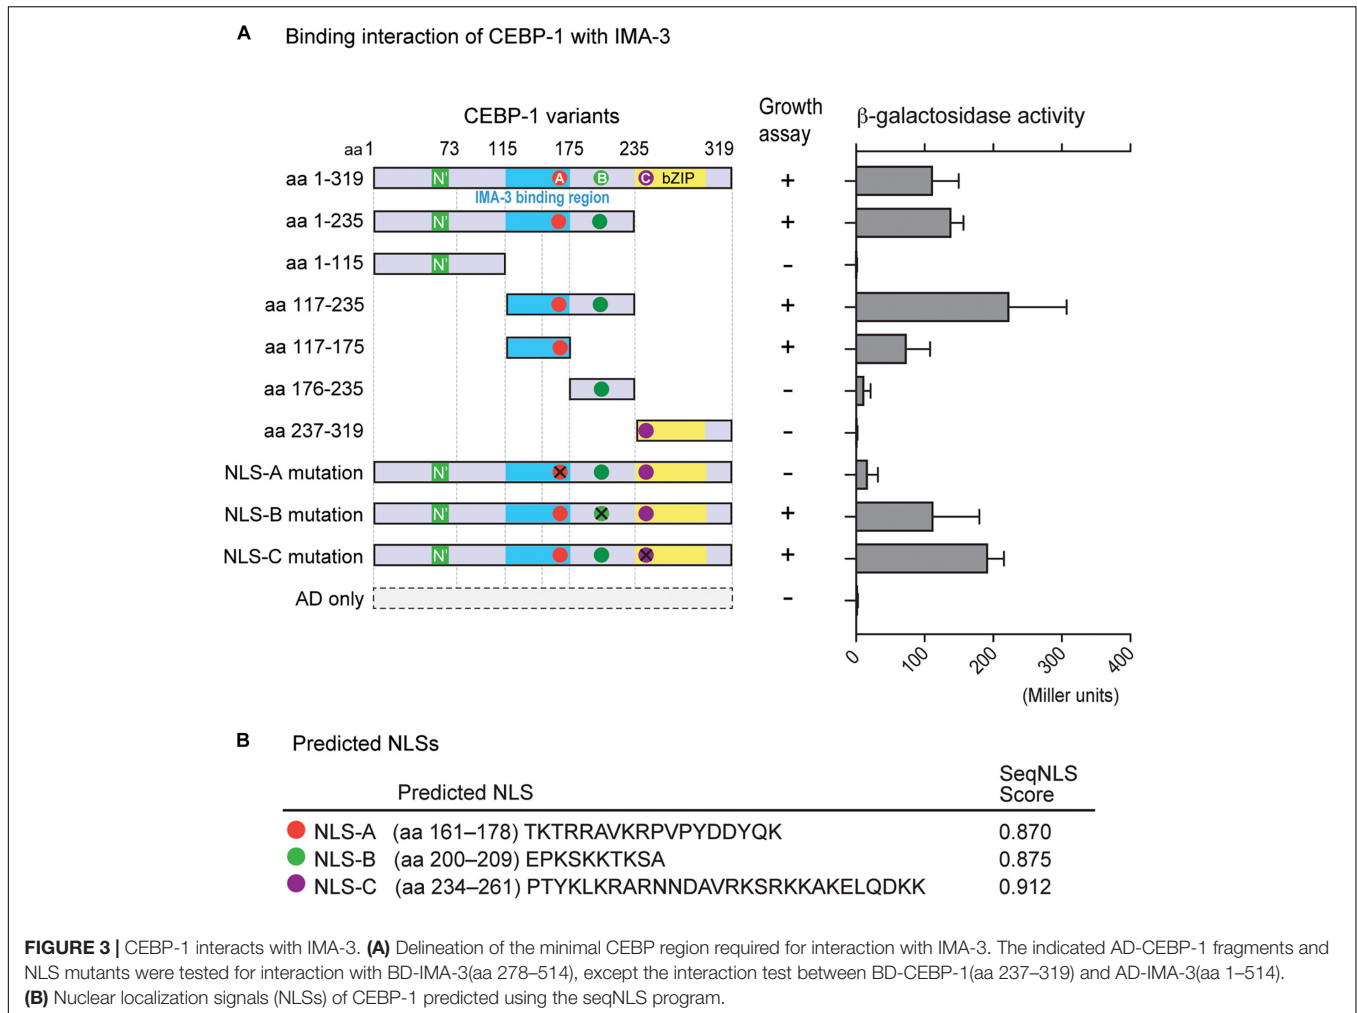 A Binding interaction of CEBP-1 with IMA-3
CEBP-1 variants
Growth assay
β-galactosidase activity
aa 1 73 115 175 235 319
aa 1-319 N' A B C bZIP +
IMA-3 binding region
aa 1-235 N' +
aa 1-115 N' -
aa 117-235 +
aa 117-175 +
aa 176-235 -
aa 237-319 -
NLS-A mutation N' -
NLS-B mutation N' +
NLS-C mutation N' +
AD only -
0 100 200 300 400
(Miller units)
B Predicted NLSs
Predicted NLS SeqNLS Score
NLS-A (aa 161–178) TKTRRAVKRPVPYDDYQK 0.870
NLS-B (aa 200–209) EPKSKKTKSA 0.875
NLS-C (aa 234–261) PTYKLKRARNNDAVRKSRKKAKELQDKK 0.912
FIGURE 3 | CEBP-1 interacts with IMA-3. (A) Delineation of the minimal CEBP region required for interaction with IMA-3. The indicated AD-CEBP-1 fragments and
NLS mutants were tested for interaction with BD-IMA-3(aa 278–514), except the interaction test between BD-CEBP-1(aa 237–319) and AD-IMA-3(aa 1–514).
(B) Nuclear localization signals (NLSs) of CEBP-1 predicted using the seqNLS program.